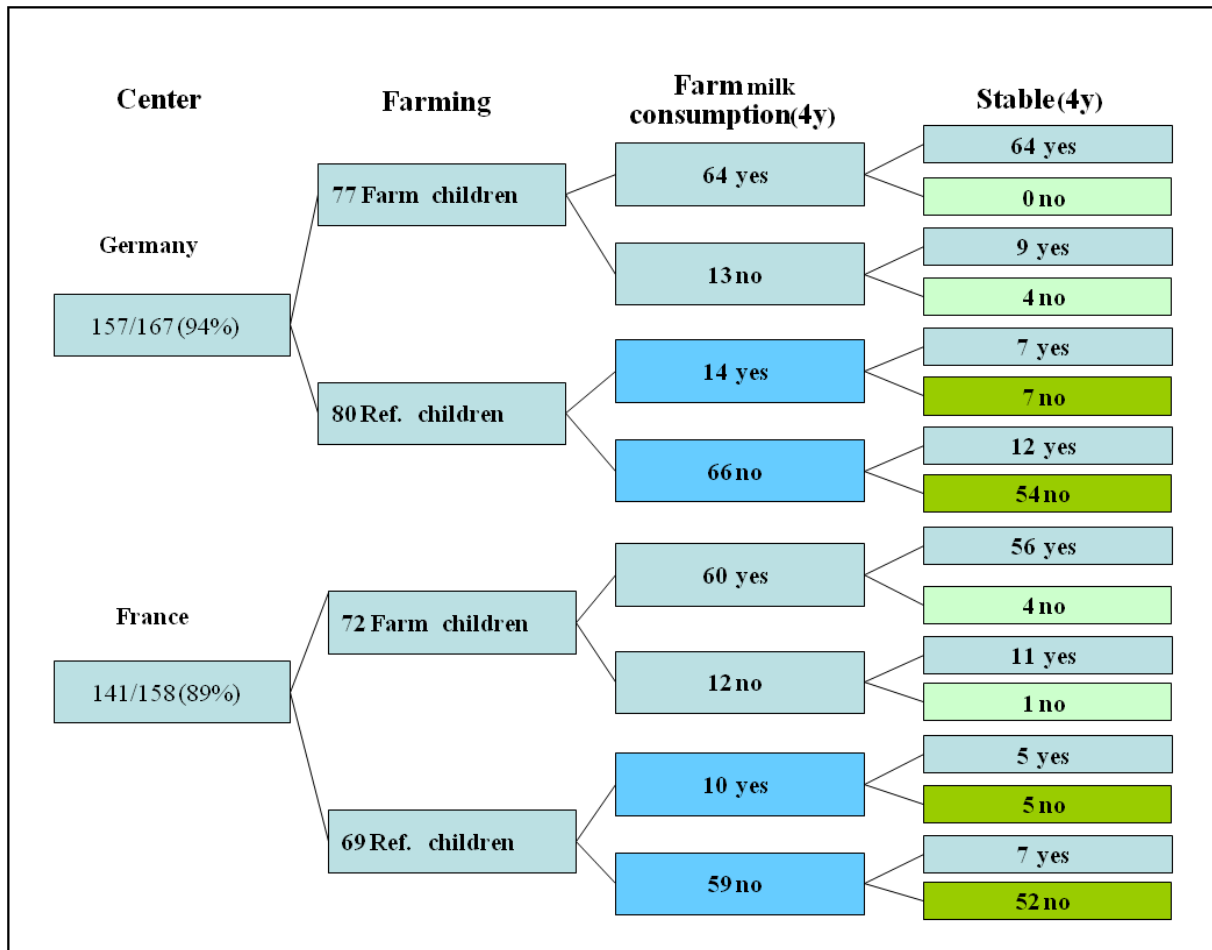 Center
Farming
Farm milk
consumption(4y)
Stable(4y)
Germany
157/167(94%)
77 Farm children
64 yes
64 yes
0 no
13 no
9 yes
4 no
80 Ref. children
14 yes
7 yes
7 no
66 no
12 yes
54 no
France
141/158(89%)
72 Farm children
60 yes
56 yes
4 no
12 no
11 yes
1 no
69 Ref. children
10 yes
5 yes
5 no
59 no
7 yes
52 no